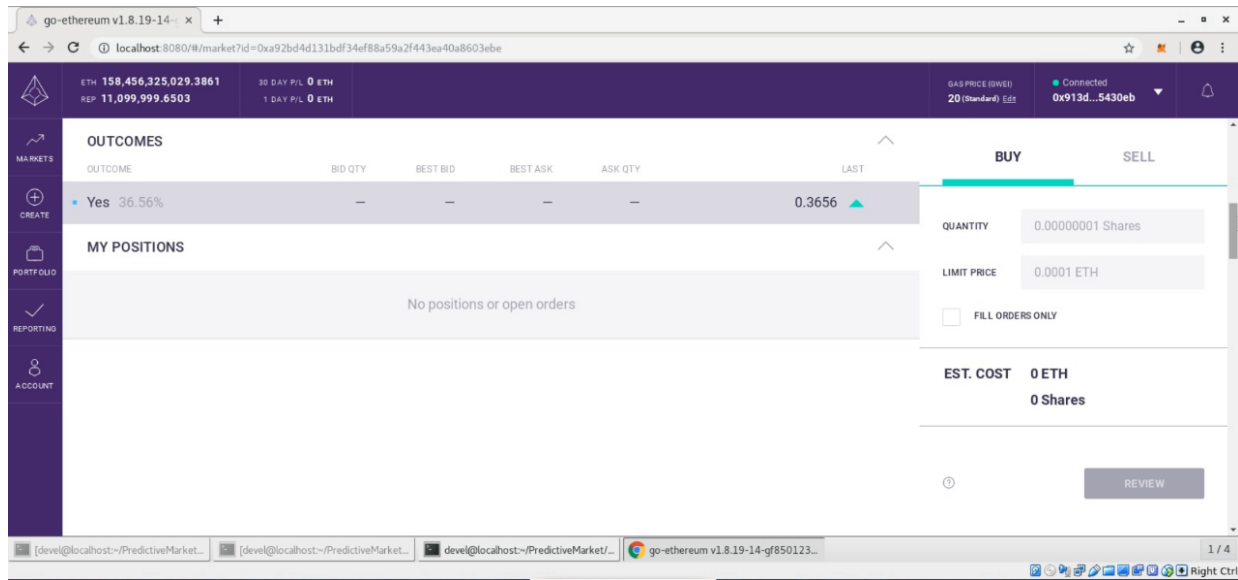 go-ethereum v1.8.19-14-g
localhost:8080/#/market?id=0xa92bd4d131bdf34ef88a59a2f443ea40a8603ebe
ETH 158,456,325,029.3861
REP 11,099,999.6503
30 DAY P/L 0 ETH
1 DAY P/L 0 ETH
GAS PRICE (GWEI)
20 (Standard) Edit
Connected
0x913d...5430eb
MARKETS
CREATE
PORTFOLIO
REPORTING
ACCOUNT
OUTCOMES
OUTCOME BID QTY BEST BID BEST ASK ASK QTY LAST
Yes 36.56% — — — — 0.3656
MY POSITIONS
No positions or open orders
BUY SELL
QUANTITY 0.00000001 Shares
LIMIT PRICE 0.0001 ETH
FILL ORDERS ONLY
EST. COST 0 ETH
0 Shares
REVIEW
[devel@localhost:~/PredictiveMarket...
[devel@localhost:~/PredictiveMarket...
devel@localhost:~/PredictiveMarket/...
go-ethereum v1.8.19-14-gf850123...
1 / 4
Right Ctrl